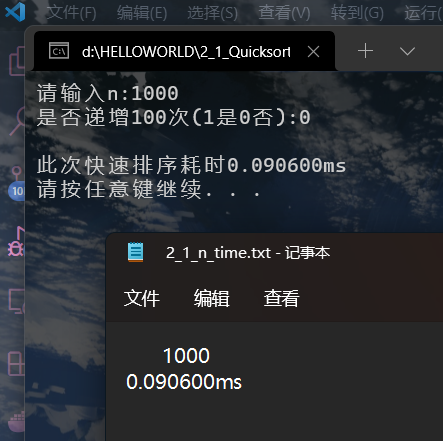 文件(F) 编辑(E) 选择(S) 查看(V) 转到(G) 运行(
d:\HELLOWORLD\2_1_Quicksort
请输入n:1000
是否递增100次(1是0否):0
此次快速排序耗时0.090600ms
请按任意键继续. . .
10
2_1_n_time.txt - 记事本
文件 编辑 查看
1000
0.090600ms